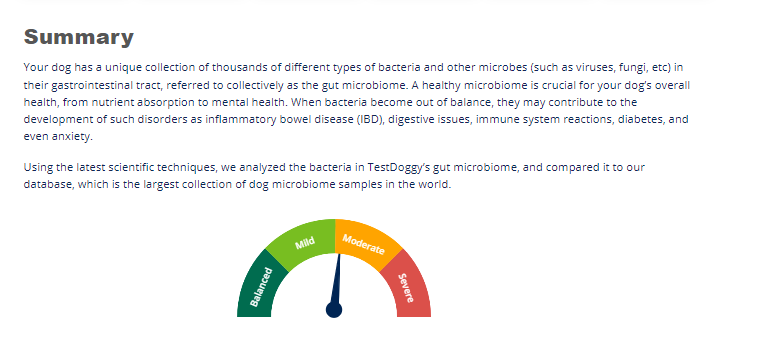 Summary
Your dog has a unique collection of thousands of different types of bacteria and other microbes (such as viruses, fungi, etc) in
their gastrointestinal tract, referred to collectively as the gut microbiome. A healthy microbiome is crucial for your dog's overall
health, from nutrient absorption to mental health. When bacteria become out of balance, they may contribute to the
development of such disorders as inflammatory bowel disease (IBD), digestive issues, immune system reactions, diabetes, and
even anxiety.
Using the latest scientific techniques, we analyzed the bacteria in TestDoggy's gut microbiome, and compared it to our
database, which is the largest collection of dog microbiome samples in the world.
Balanced
Mild
Moderate
Severe